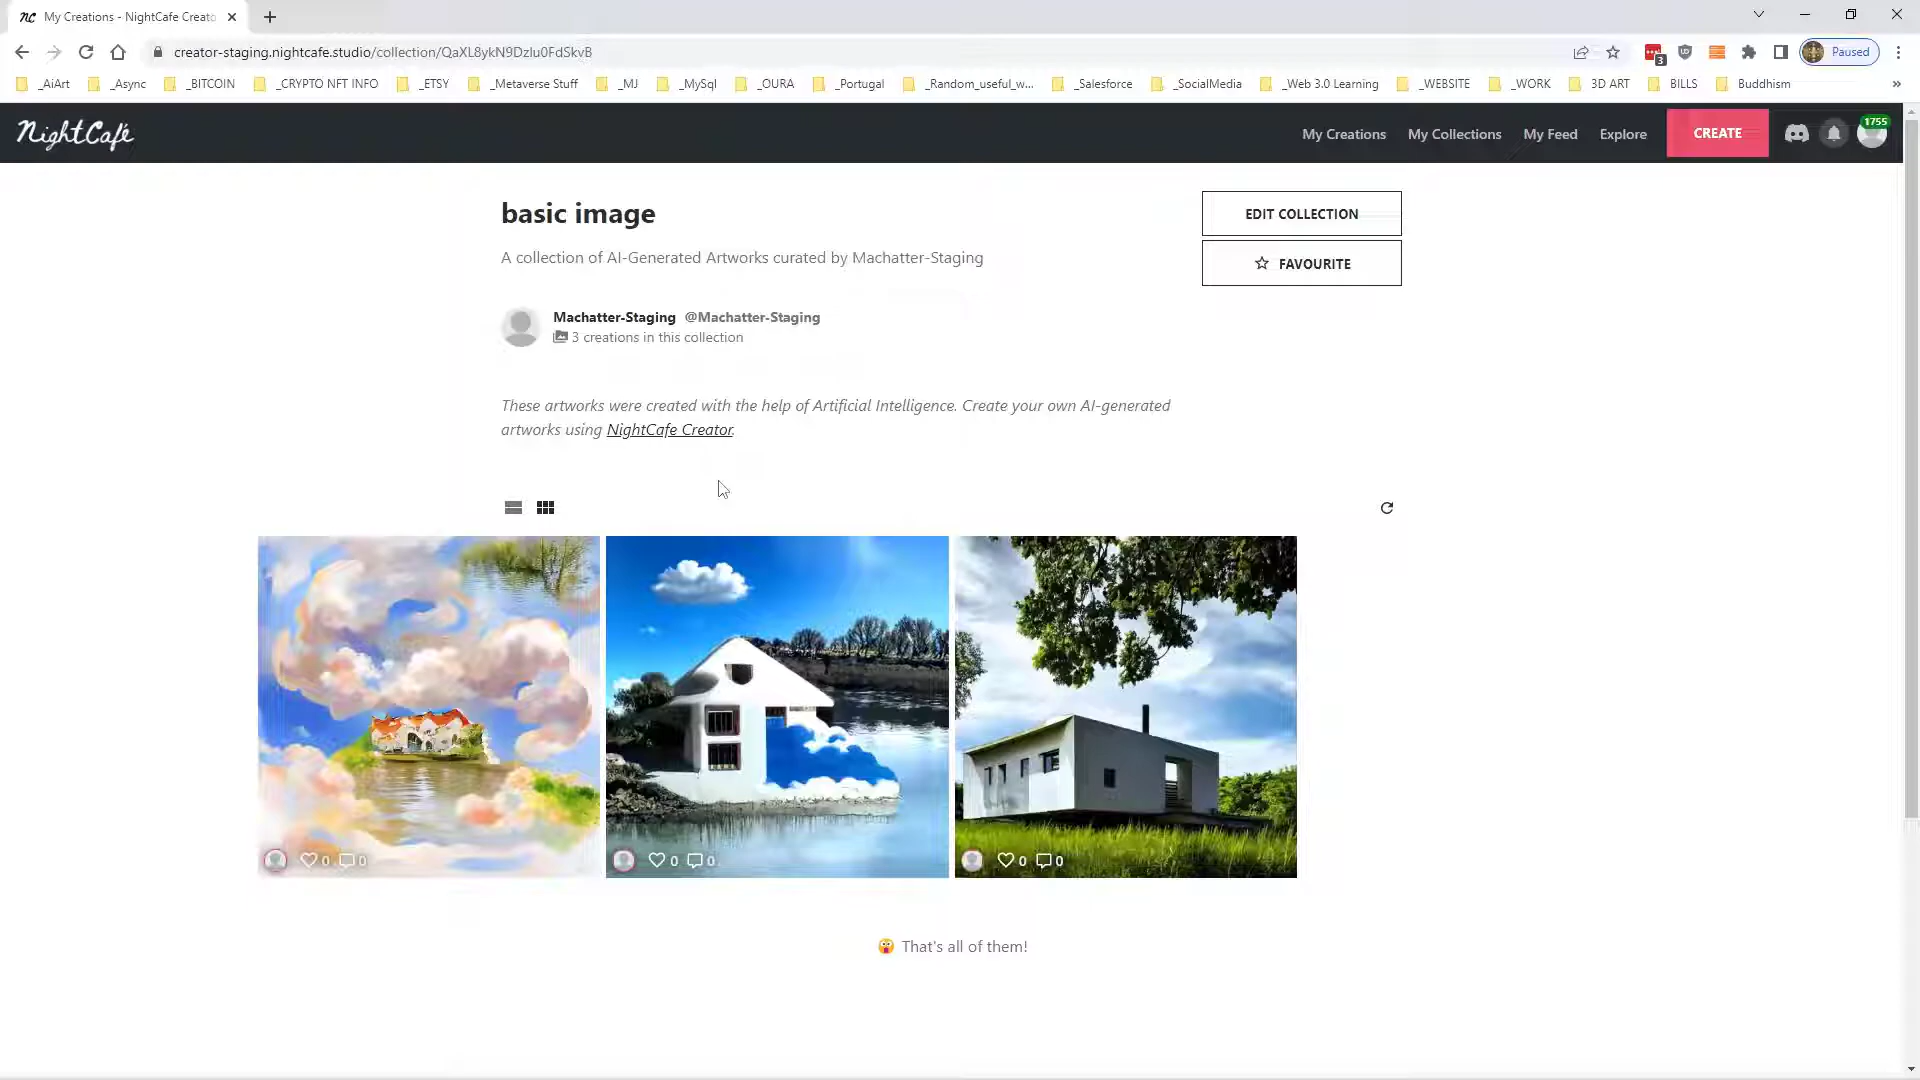 My Creations - NightCafe Creato
creator-staging.nightcafe.studio/collection/QaXL8ykN9DzIu0FdSkvB
3
Paused
_AiArt
_Async
_BITCOIN
_CRYPTO NFT INFO
_ETSY
_Metaverse Stuff
_MJ
_MySql
_OURA
_Portugal
_Random_useful_w...
_Salesforce
_SocialMedia
_Web 3.0 Learning
_WEBSITE
_WORK
3D ART
BILLS
Buddhism
NightCafé
My Creations
My Collections
My Feed
Explore
CREATE
1755
basic image
EDIT COLLECTION
A collection of AI-Generated Artworks curated by Machatter-Staging
FAVOURITE
Machatter-Staging @Machatter-Staging
3 creations in this collection
These artworks were created with the help of Artificial Intelligence. Create your own AI-generated
artworks using NightCafe Creator.
0 0
0 0
0 0
That's all of them!